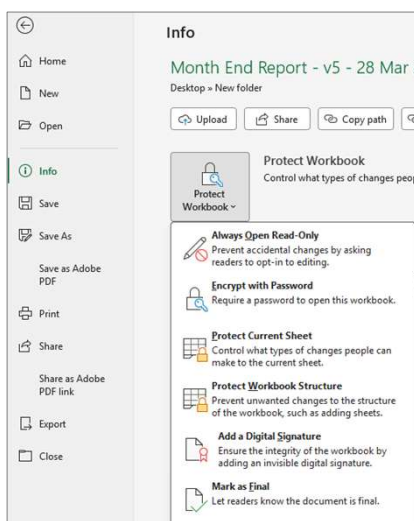 Info
Home
New
Open
Info
Save
Save As
Save as Adobe
PDF
Print
Share
Share as Adobe
PDF link
Export
Close
Month End Report - v5 - 28 Mar
Desktop » New folder
Upload
Share
Copy path
Protect
Workbook
Protect Workbook
Control what types of changes peop
Always Open Read-Only
Prevent accidental changes by asking
readers to opt-in to editing.
Encrypt with Password
Require a password to open this workbook.
Protect Current Sheet
Control what types of changes people can
make to the current sheet.
Protect Workbook Structure
Prevent unwanted changes to the structure
of the workbook, such as adding sheets.
Add a Digital Signature
Ensure the integrity of the workbook by
adding an invisible digital signature.
Mark as Final
Let readers know the document is final.